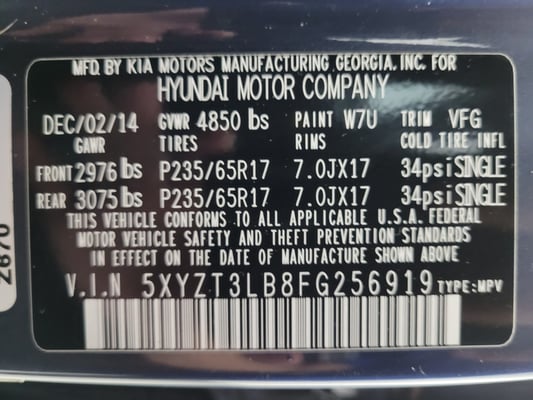 MFD. BY KIA MOTORS MANUFACTURING GEORGIA, INC. FOR
HYUNDAI MOTOR COMPANY
DEC/02/14 GVWR 4850 lbs PAINT W7U TRIM VFG
GAWR TIRES RIMS COLD TIRE INFL
FRONT 2976 lbs P235/65R17 7.0JX17 34psi SINGLE
REAR 3075 lbs P235/65R17 7.0JX17 34psi SINGLE
THIS VEHICLE CONFORMS TO ALL APPLICABLE U.S.A. FEDERAL
MOTOR VEHICLE SAFETY AND THEFT PREVENTION STANDARDS
IN EFFECT ON THE DATE OF MANUFACTURE SHOWN ABOVE
V.I.N 5XYZT3LB8FG256919 TYPE:MPV